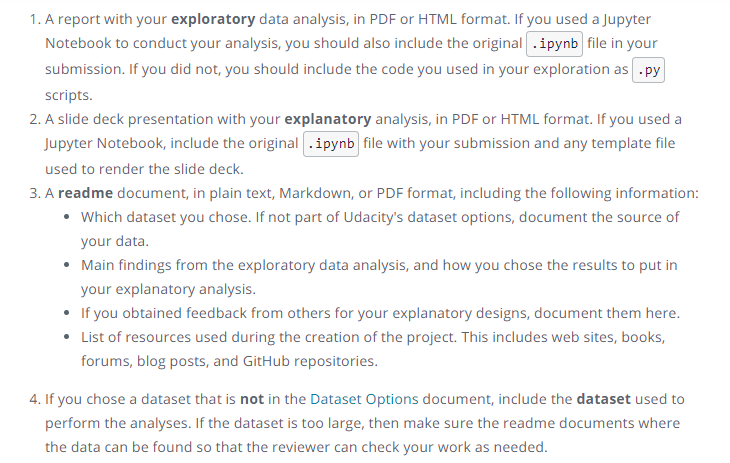 1. A report with your exploratory data analysis, in PDF or HTML format. If you used a Jupyter
Notebook to conduct your analysis, you should also include the original .ipynb file in your
submission. If you did not, you should include the code you used in your exploration as .py
scripts.
2. A slide deck presentation with your explanatory analysis, in PDF or HTML format. If you used a
Jupyter Notebook, include the original .ipynb file with your submission and any template file
used to render the slide deck.
3. A readme document, in plain text, Markdown, or PDF format, including the following information:
• Which dataset you chose. If not part of Udacity's dataset options, document the source of
your data.
• Main findings from the exploratory data analysis, and how you chose the results to put in
your explanatory analysis.
• If you obtained feedback from others for your explanatory designs, document them here.
• List of resources used during the creation of the project. This includes web sites, books,
forums, blog posts, and GitHub repositories.
4. If you chose a dataset that is not in the Dataset Options document, include the dataset used to
perform the analyses. If the dataset is too large, then make sure the readme documents where
the data can be found so that the reviewer can check your work as needed.